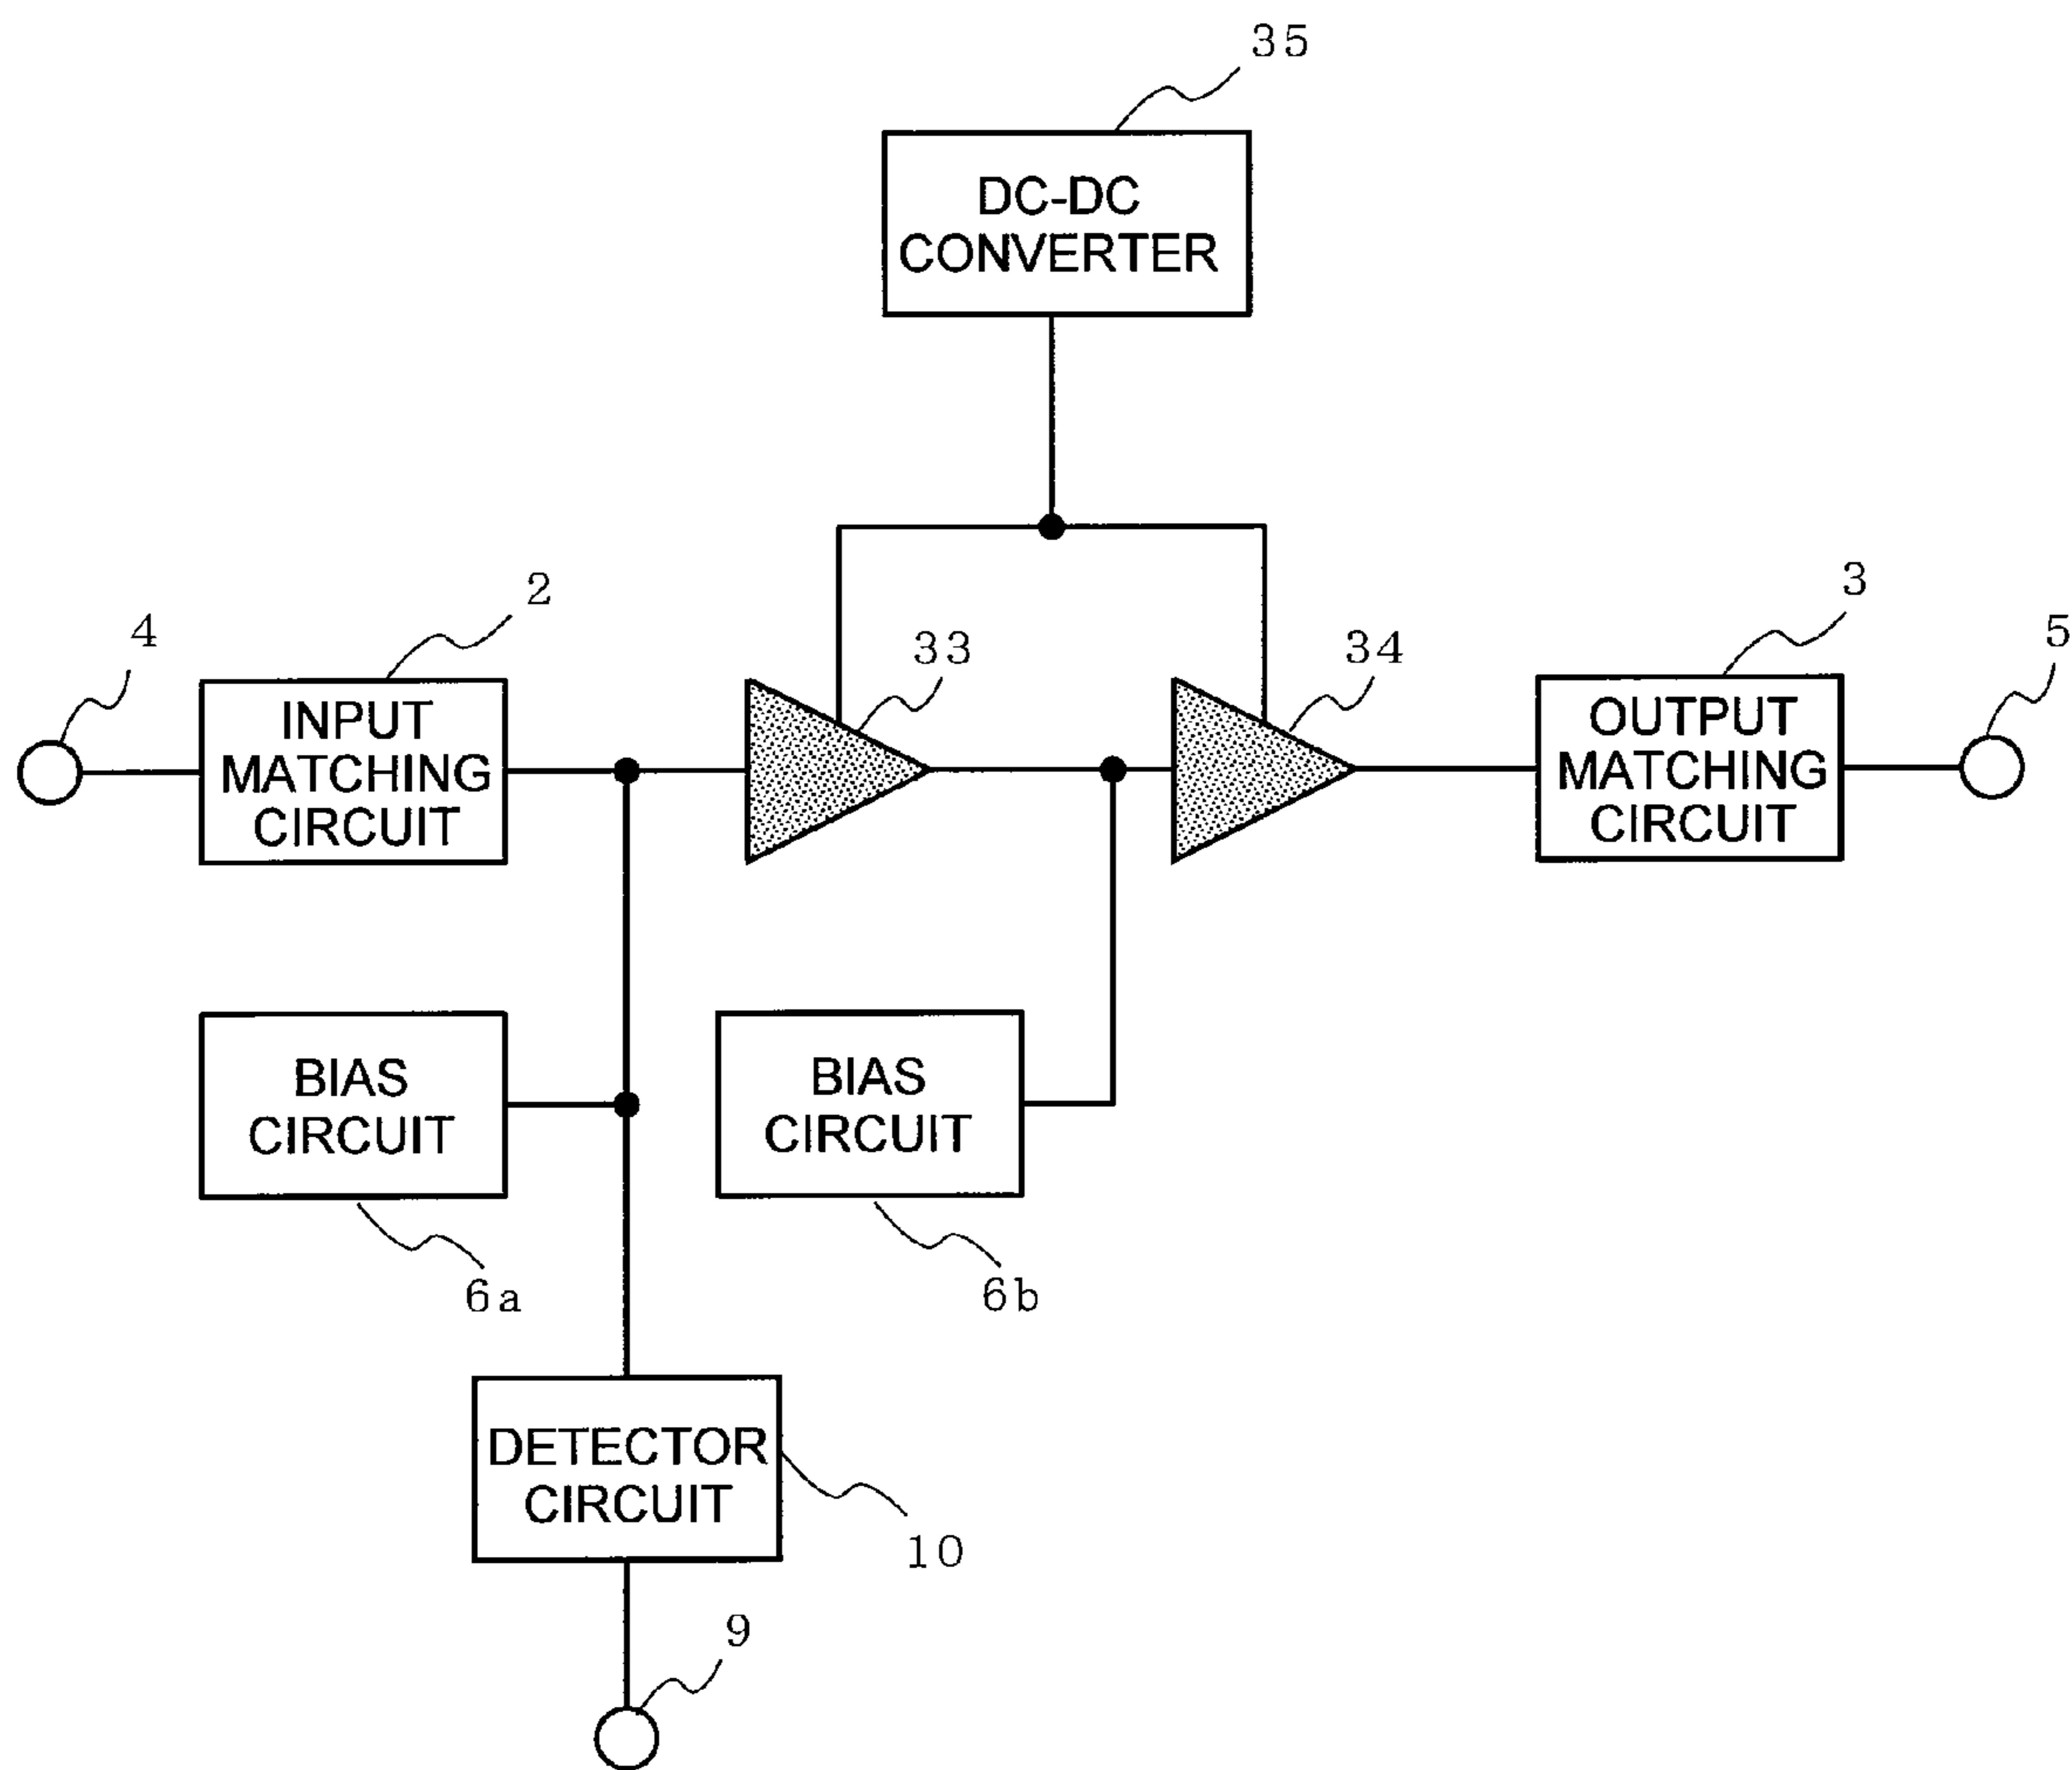 35
DC-DC
CONVERTER
2
3
4
33
34
5
INPUT
MATCHING
CIRCUIT
OUTPUT
MATCHING
CIRCUIT
BIAS
CIRCUIT
BIAS
CIRCUIT
6a
6b
DETECTOR
CIRCUIT
10
9